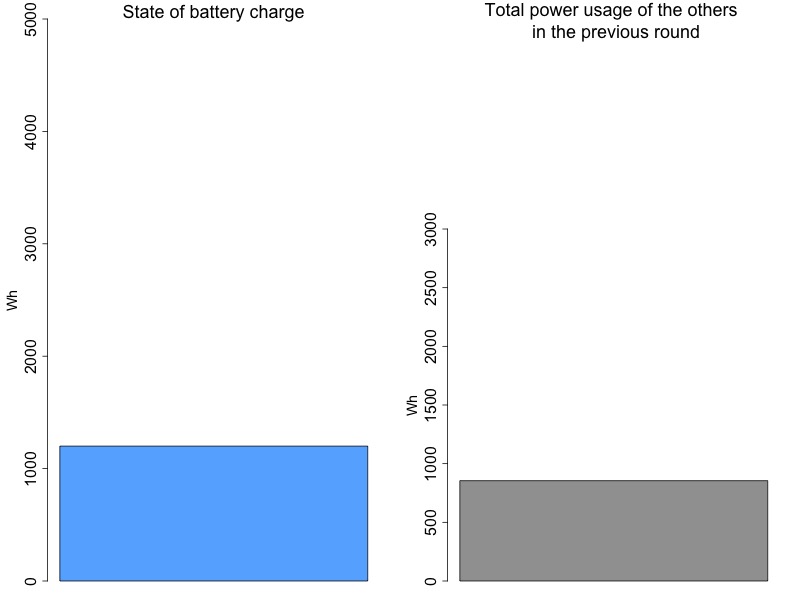 State of battery charge
5000
4000
3000
2000
1000
0
Wh
Total power usage of the others
in the previous round
3000
2500
2000
1500
1000
500
0
Wh